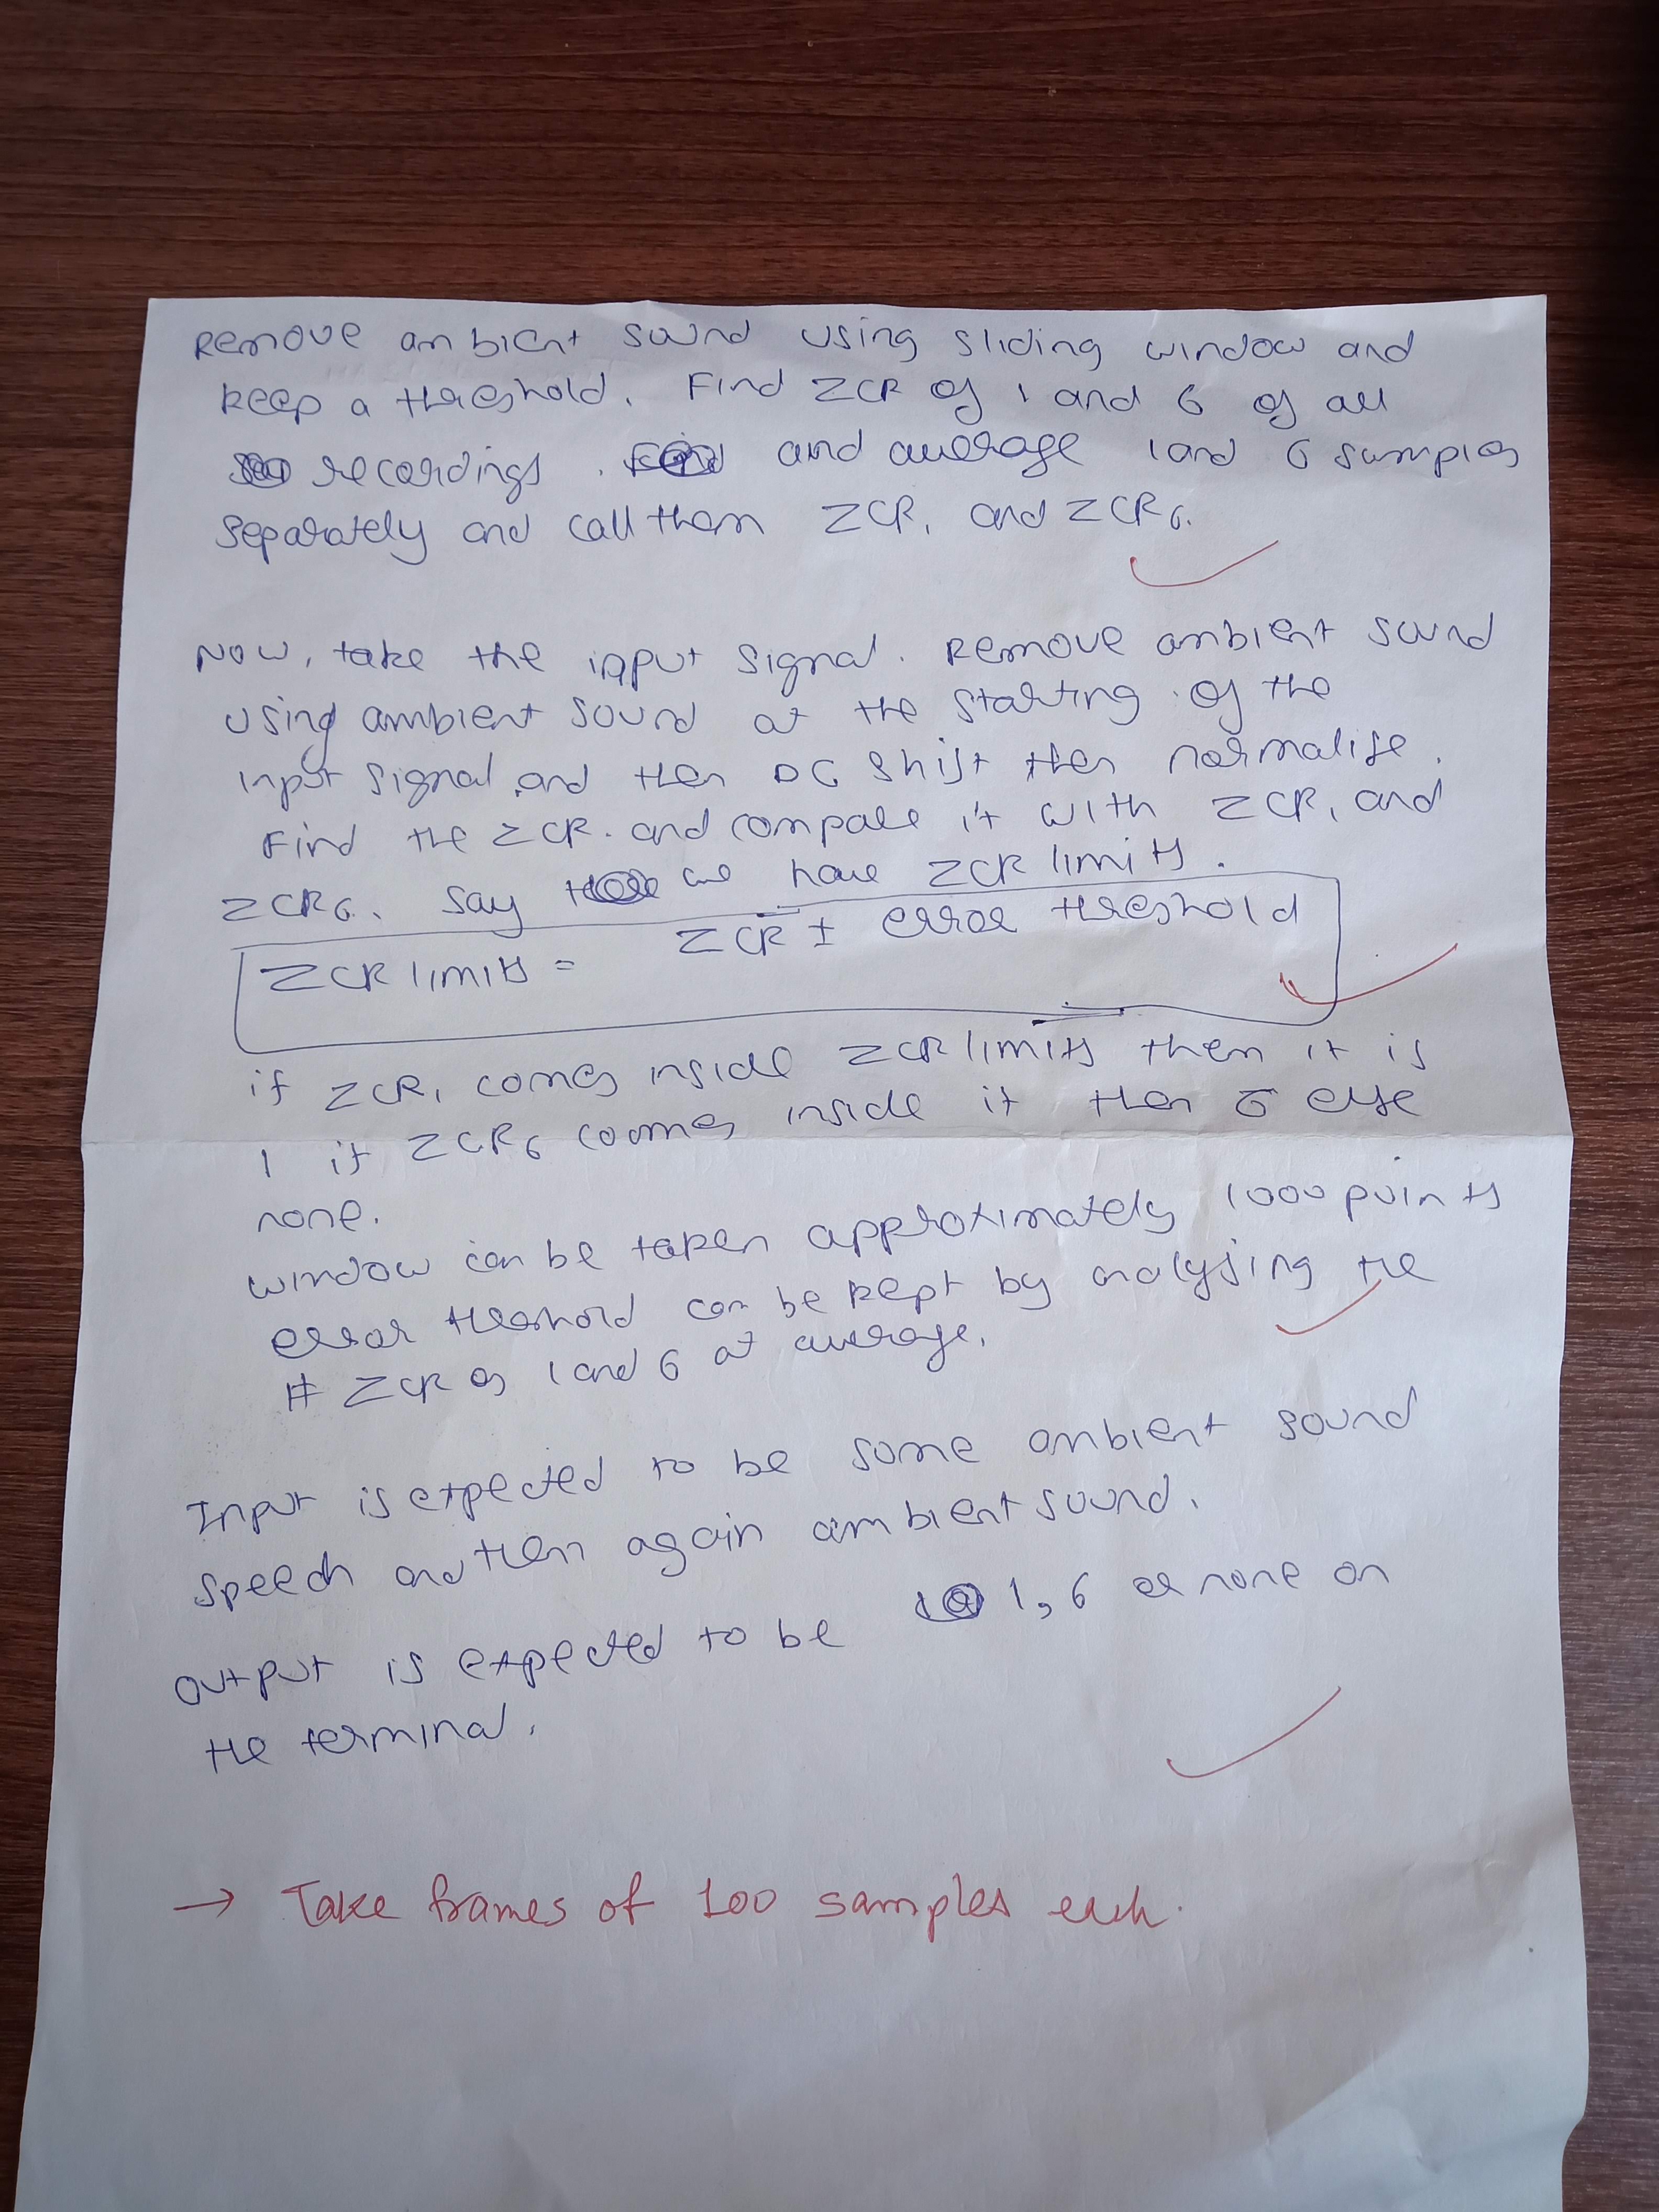 Remove ambient sound using sliding window and
keep a threshold. Find ZCR of 1 and 6 of all
recordings. and average 1 and 6 samples
separately and call them ZCR₁ and ZCR₆.
Now, take the input signal. Remove ambient sound
using ambient sound at the starting of the
input signal and then DC shift then normalise.
Find the ZCR. and compare it with ZCR₁ and
ZCR₆. Say we have ZCR limits.
ZCR limits = ZCR ± error threshold
if ZCR₁ comes inside ZCR limits then it is
1 if ZCR₆ coomes inside it then 6 else
none.
window can be taken approximately 1000 points
error threshold can be kept by analysing the
ZCR of 1 and 6 at average.
Input is expected to be some ambient sound
speech and then again ambient sound.
Output is expected to be 1, 6 or none on
the terminal.
→ Take frames of 100 samples each.